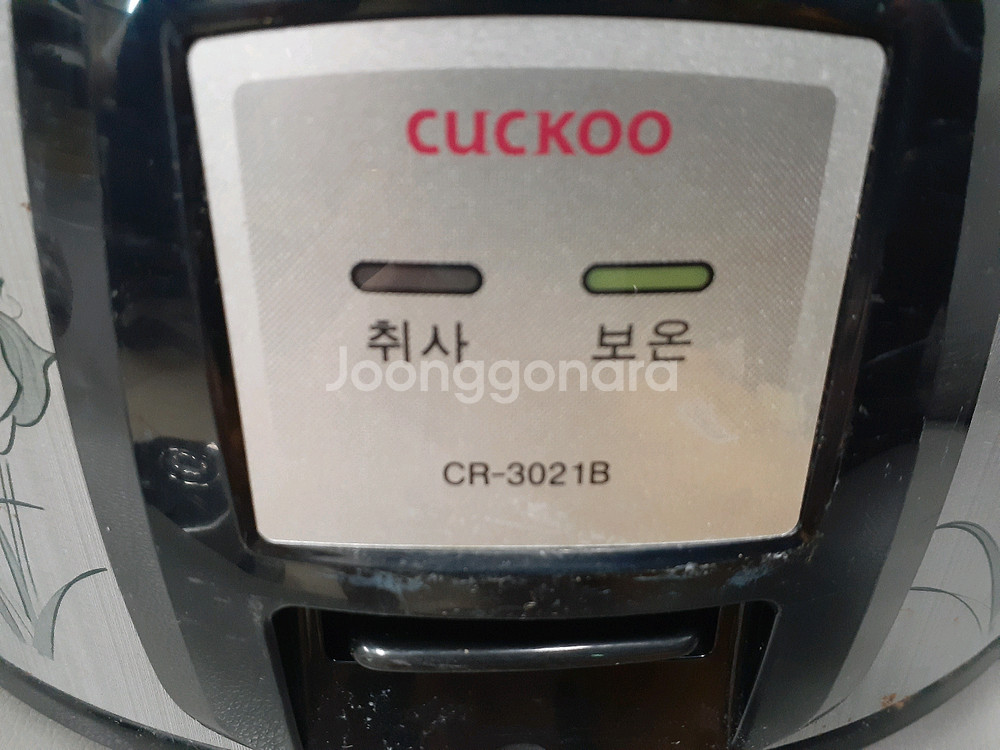 CUCKOO
취사 보온
Joonggonara
CR-3021B